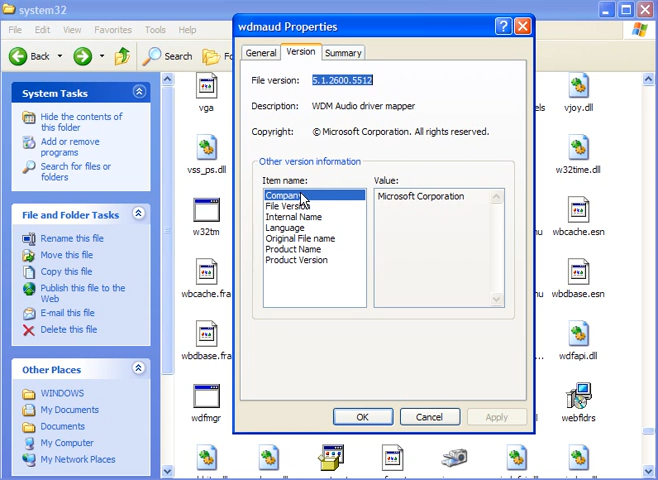 system32
File Edit View Favorites Tools
Back Search
System Tasks
Hide the contents of
this folder
Add or remove
programs
Search for files or
folders
File and Folder Tasks
Rename this file
Move this file
Copy this file
Publish this file to the
Web
E-mail this file
Delete this file
Other Places
WINDOWS
My Documents
Documents
My Computer
My Network Places
vga
vss_ps.dll
w32tm
wbcache.fra
wbdbase.fra
wdfmgr
wdmaud Properties
General Version Summary
File version: 5.1.2600.5512
Description: WDM Audio driver mapper
Copyright: © Microsoft Corporation. All rights reserved.
Other version information
Item name: Value:
Company Microsoft Corporation
File Version
Internal Name
Language
Original File name
Product Name
Product Version
OK Cancel Apply
vjoy.dll
w32time.dll
wbcache.esn
wbdbase.esn
wdfapi.dll
webfldrs